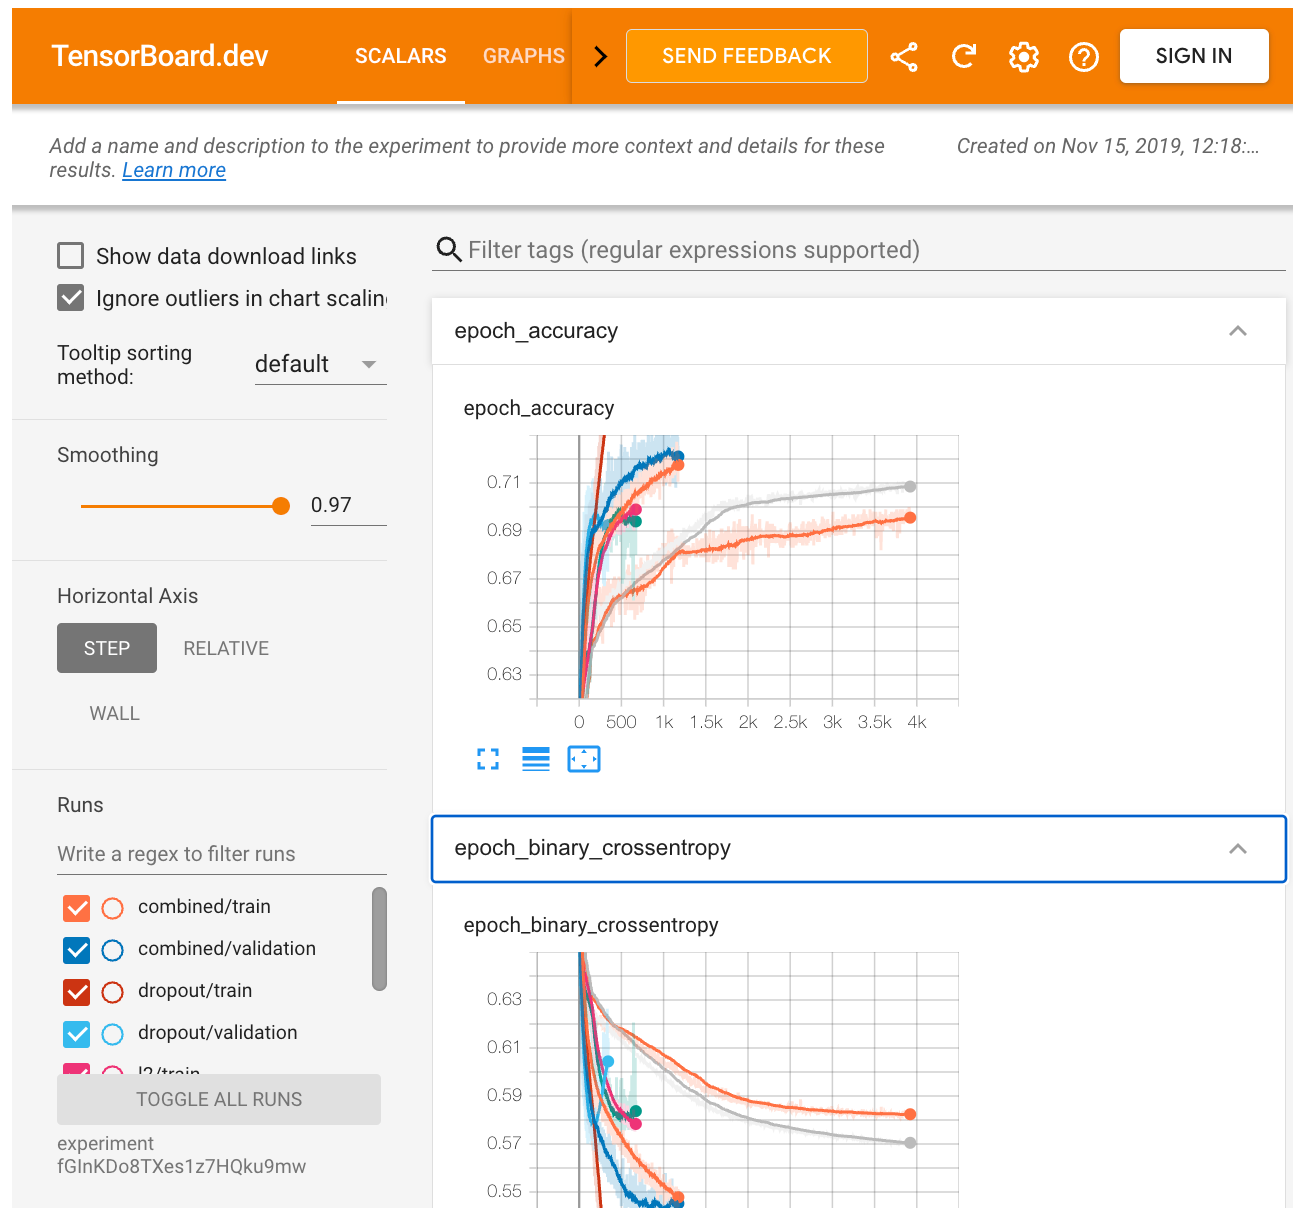 TensorBoard.dev
SCALARS
GRAPHS
SEND FEEDBACK
SIGN IN
Add a name and description to the experiment to provide more context and details for these
results. Learn more
Created on Nov 15, 2019, 12:18:...
Show data download links
Ignore outliers in chart scaling
Tooltip sorting
method:
default
Smoothing
0.97
Horizontal Axis
STEP
RELATIVE
WALL
Runs
Write a regex to filter runs
combined/train
combined/validation
dropout/train
dropout/validation
l2/train
TOGGLE ALL RUNS
experiment
fGInKDo8TXes1z7HQku9mw
Filter tags (regular expressions supported)
epoch_accuracy
epoch_accuracy
0.71
0.69
0.67
0.65
0.63
0 500 1k 1.5k 2k 2.5k 3k 3.5k 4k
epoch_binary_crossentropy
epoch_binary_crossentropy
0.63
0.61
0.59
0.57
0.55